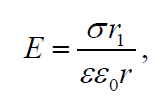 E = σr₁ / εε₀r ,